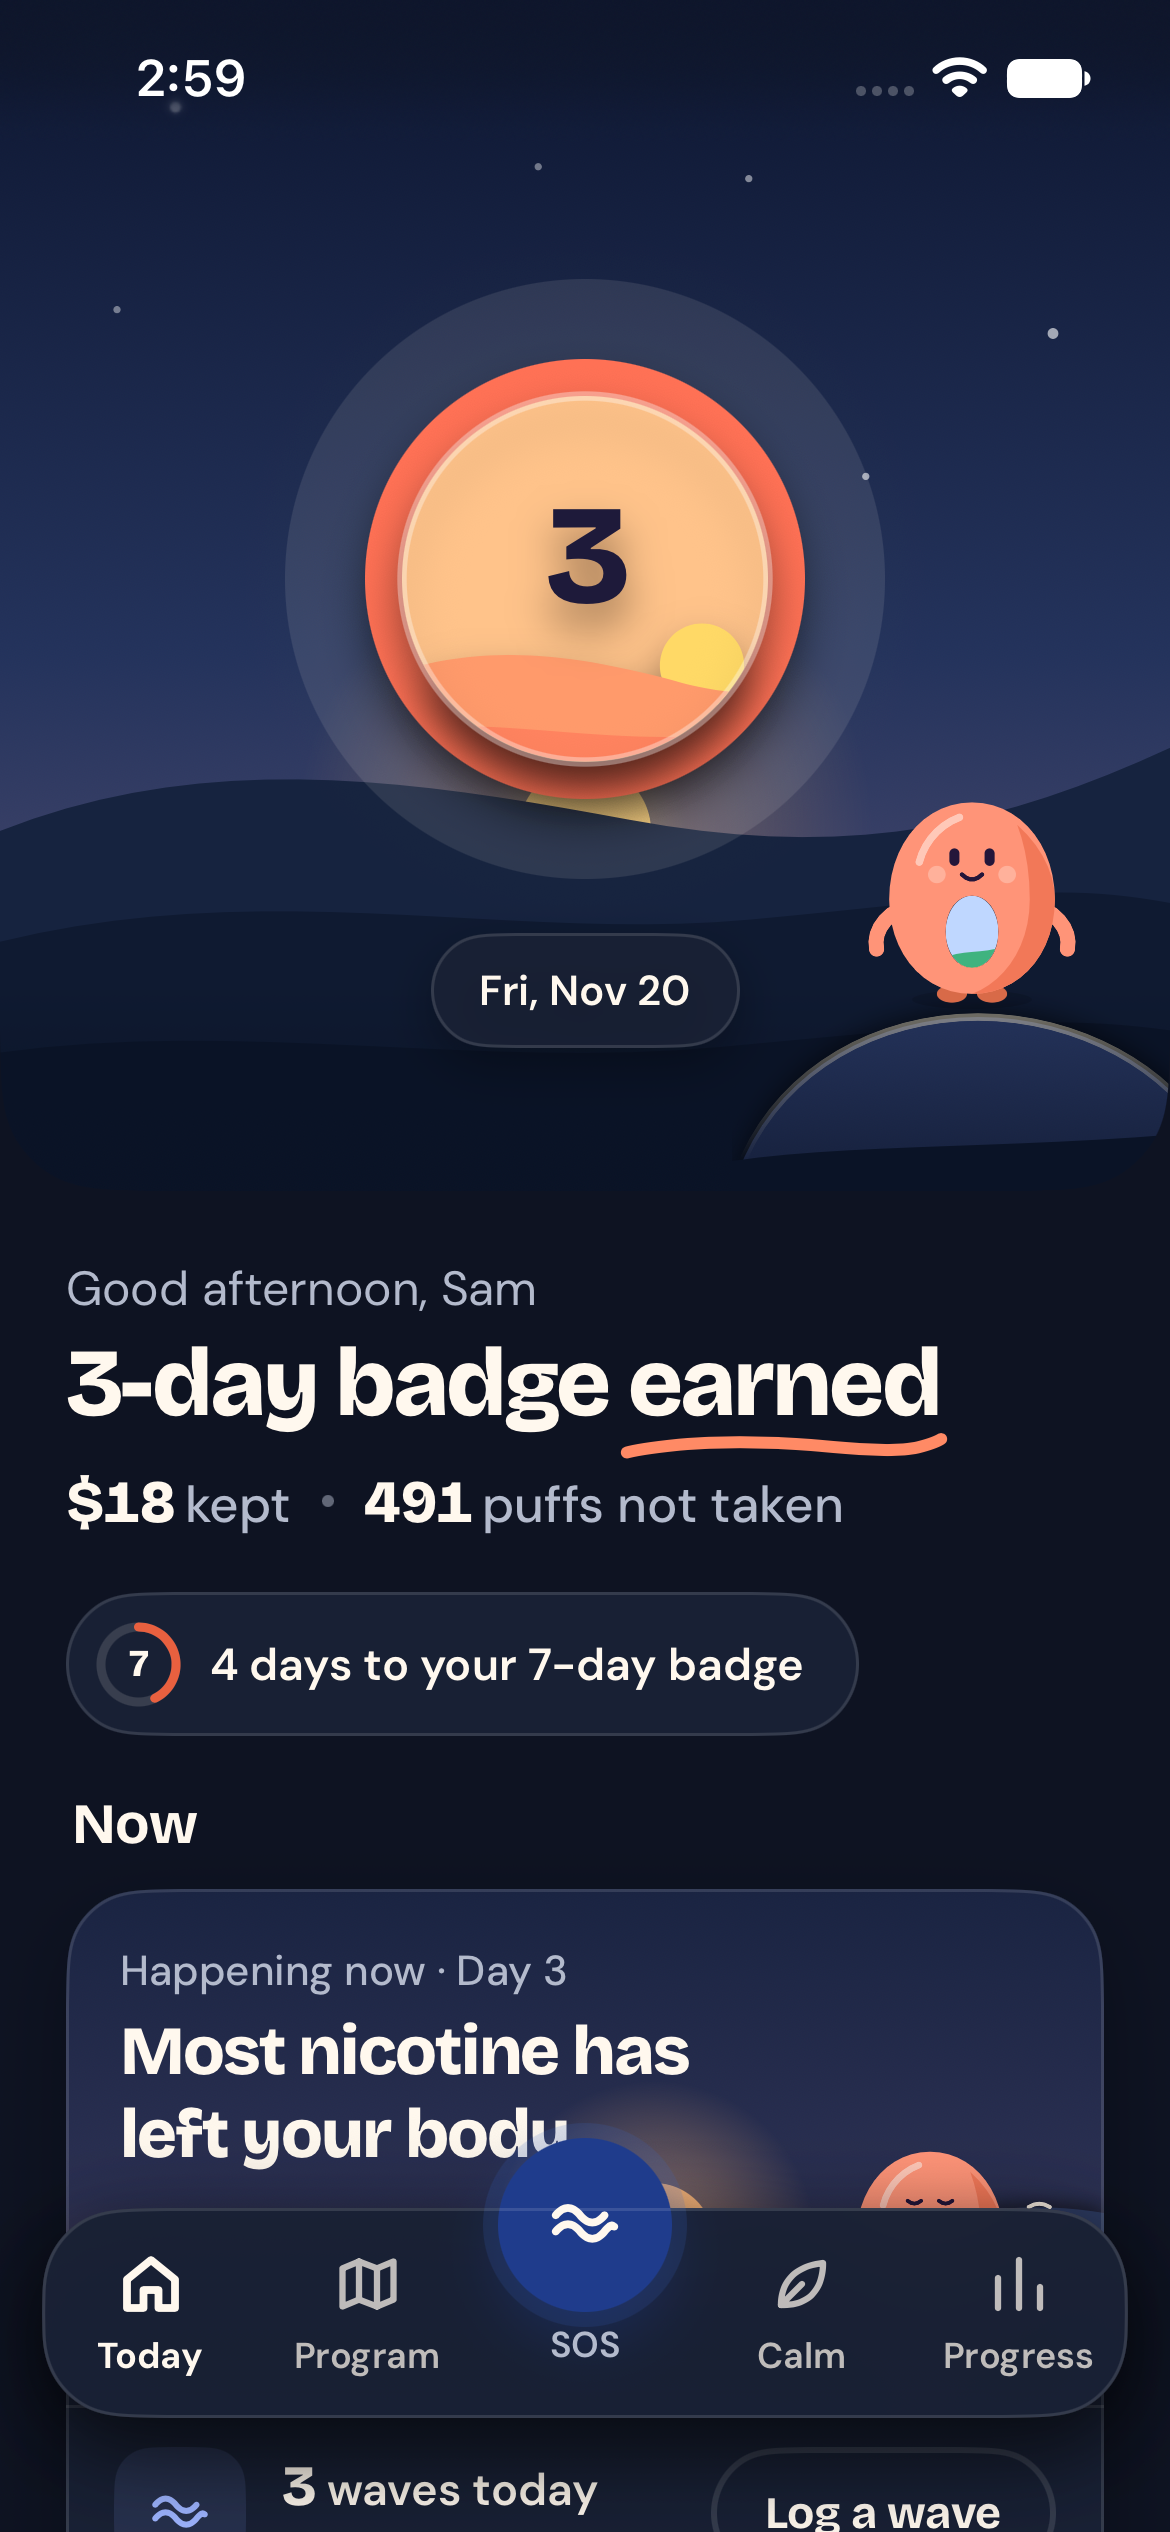 2:59
3
Fri, Nov 20
Good afternoon, Sam
3-day badge earned
$18 kept • 491 puffs not taken
7 4 days to your 7-day badge
Now
Happening now · Day 3
Most nicotine has
left your body
Today Program SOS Calm Progress
3 waves today
Log a wave